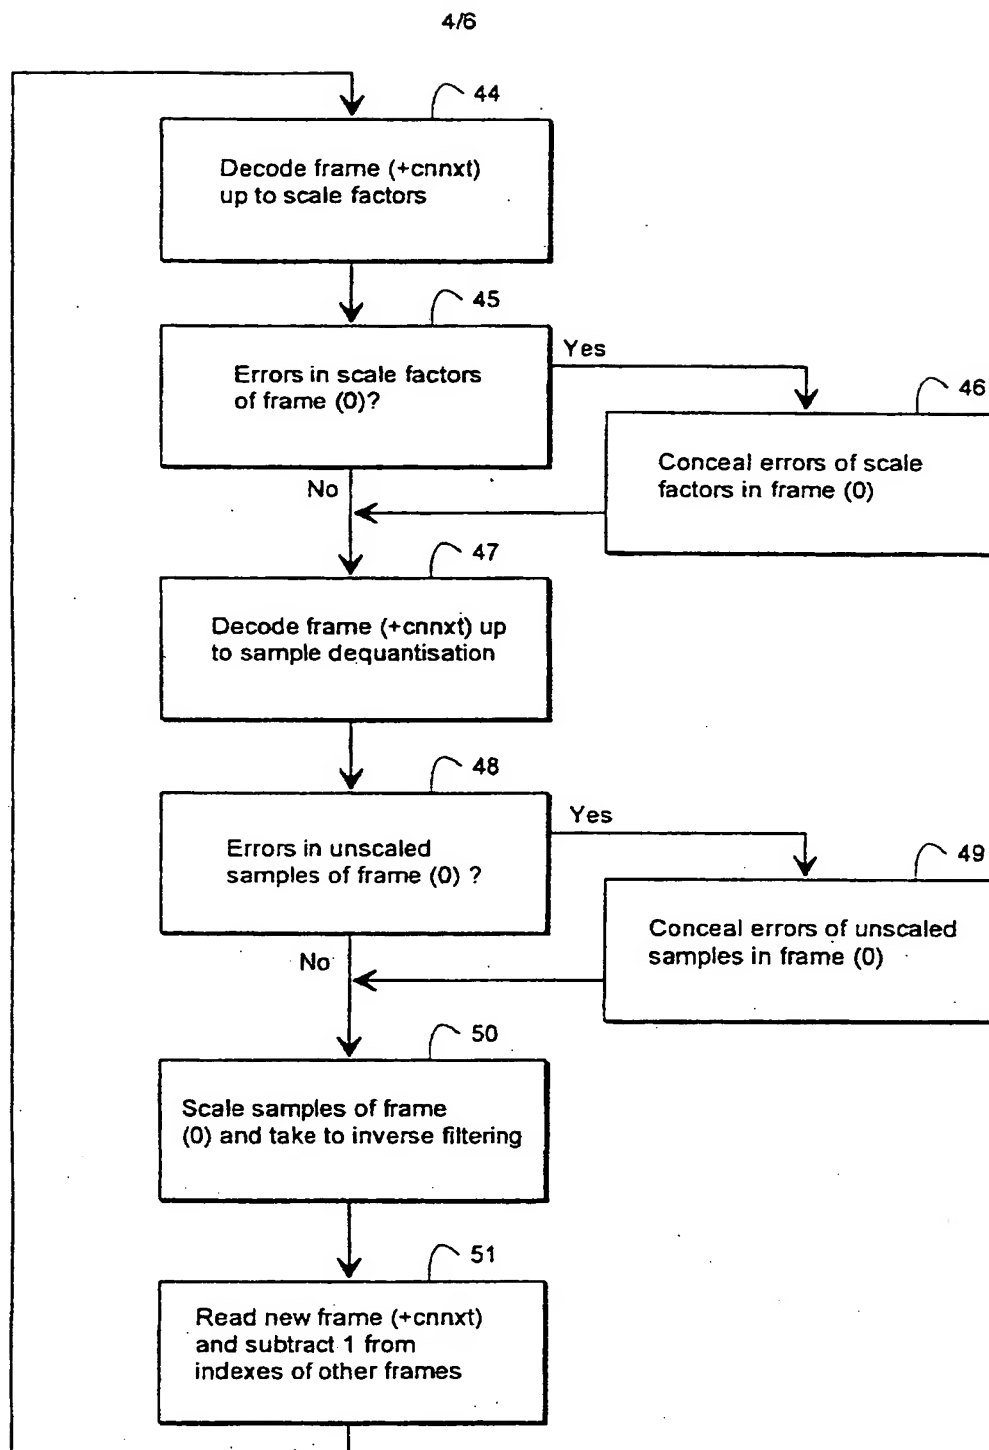 4/6
44
Decode frame (+cnnxt)
up to scale factors
45
Errors in scale factors
of frame (0)?
Yes
46
Conceal errors of scale
factors in frame (0)
No
47
Decode frame (+cnnxt) up
to sample dequantisation
48
Errors in unscaled
samples of frame (0) ?
Yes
49
Conceal errors of unscaled
samples in frame (0)
No
50
Scale samples of frame
(0) and take to inverse filtering
51
Read new frame (+cnnxt)
and subtract 1 from
indexes of other frames